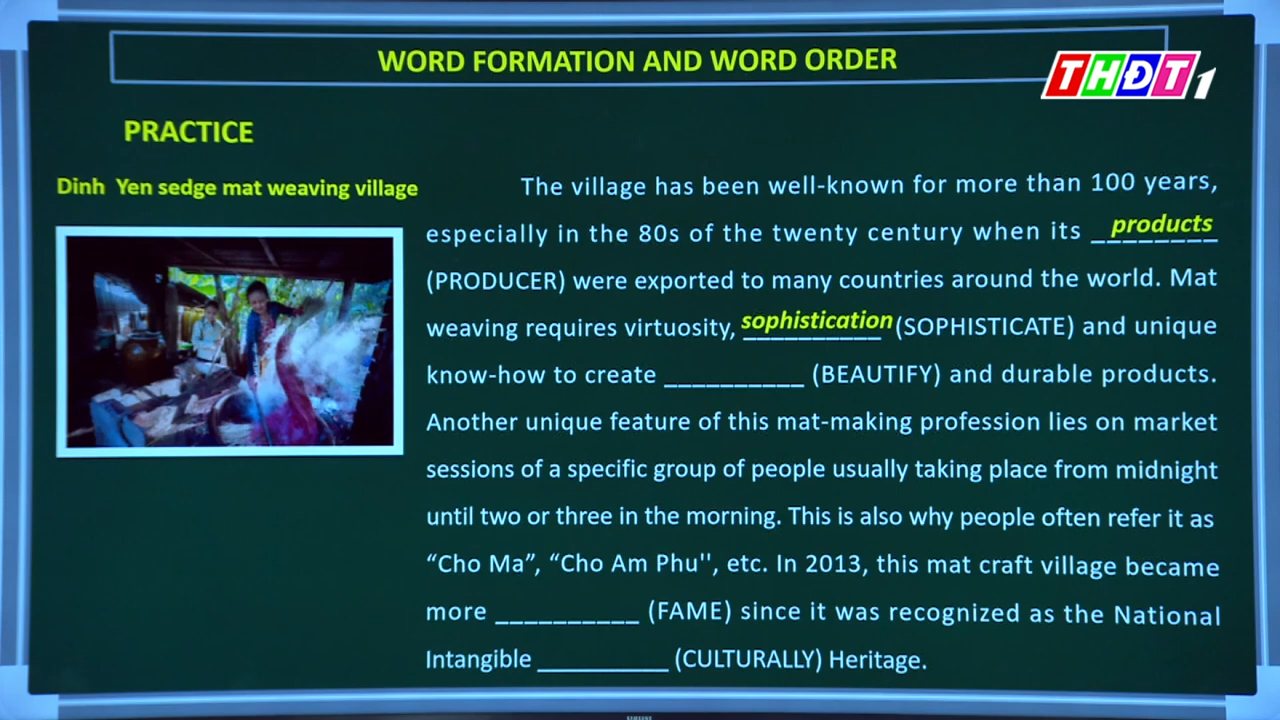 WORD FORMATION AND WORD ORDER
THĐT1
PRACTICE
Dinh Yen sedge mat weaving village
The village has been well-known for more than 100 years,
especially in the 80s of the twenty century when its products
(PRODUCER) were exported to many countries around the world. Mat
weaving requires virtuosity, sophistication (SOPHISTICATE) and unique
know-how to create __________ (BEAUTIFY) and durable products.
Another unique feature of this mat-making profession lies on market
sessions of a specific group of people usually taking place from midnight
until two or three in the morning. This is also why people often refer it as
“Cho Ma”, “Cho Am Phu'', etc. In 2013, this mat craft village became
more __________ (FAME) since it was recognized as the National
Intangible _________ (CULTURALLY) Heritage.
SAMSUNG